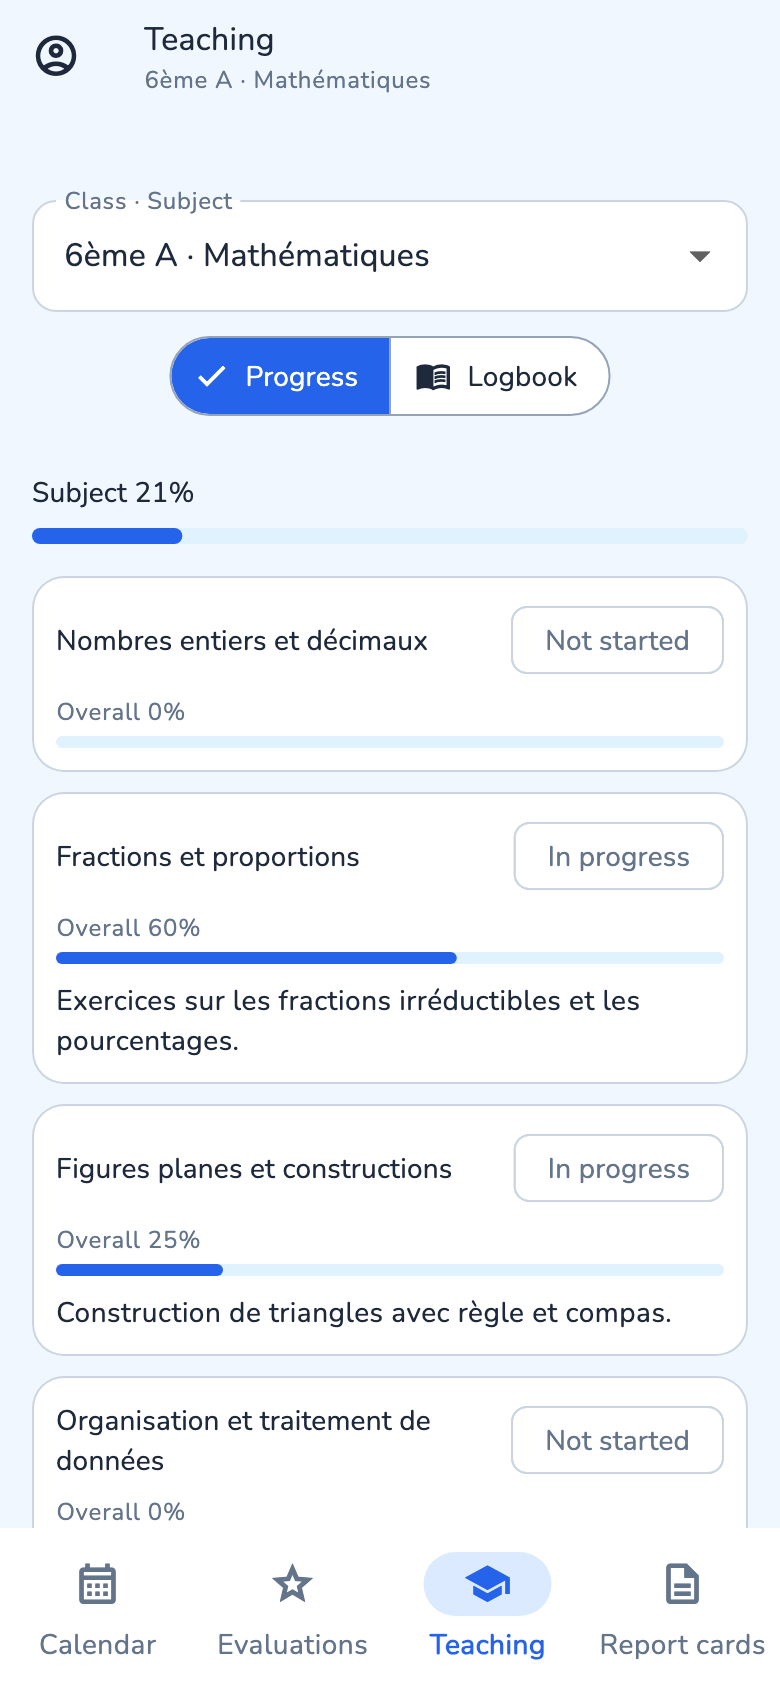 Teaching
6ème A · Mathématiques
Class · Subject
6ème A · Mathématiques
Progress
Logbook
Subject 21%
Nombres entiers et décimaux
Not started
Overall 0%
Fractions et proportions
In progress
Overall 60%
Exercices sur les fractions irréductibles et les
pourcentages.
Figures planes et constructions
In progress
Overall 25%
Construction de triangles avec règle et compas.
Organisation et traitement de
données
Not started
Overall 0%
Calendar
Evaluations
Teaching
Report cards